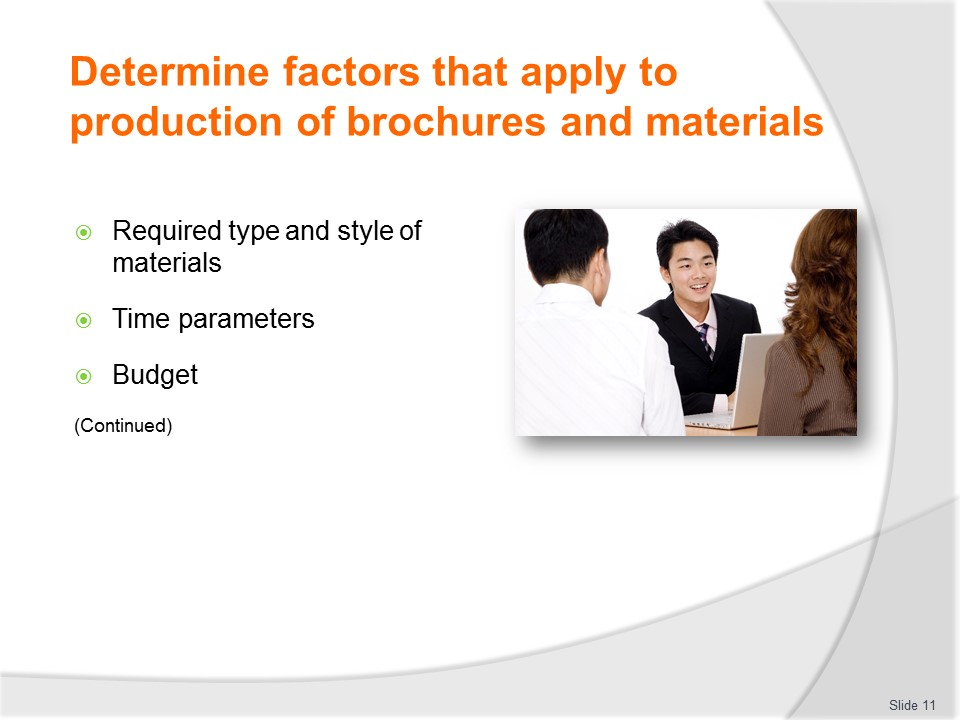 Determine factors that apply to
production of brochures and materials
Required type and style of
materials
Time parameters
Budget
(Continued)
Slide 11